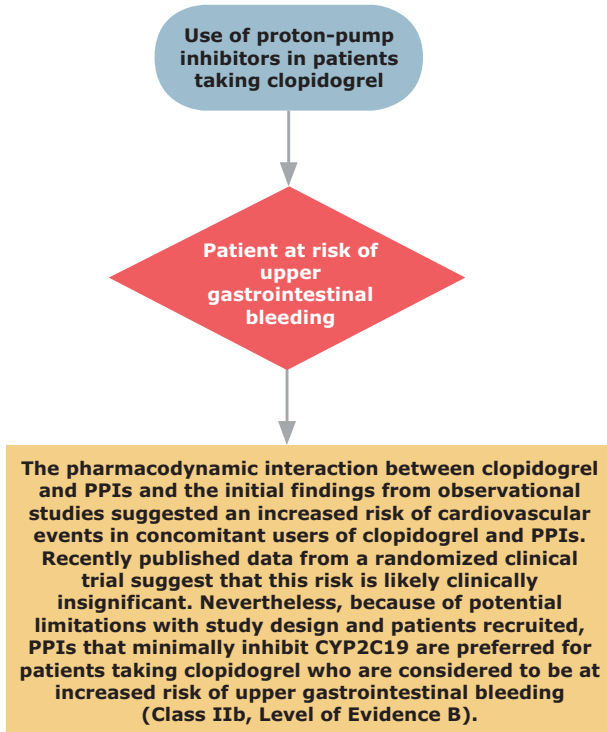 Use of proton-pump
inhibitors in patients
taking clopidogrel
Patient at risk of
upper
gastrointestinal
bleeding
The pharmacodynamic interaction between clopidogrel
and PPIs and the initial findings from observational
studies suggested an increased risk of cardiovascular
events in concomitant users of clopidogrel and PPIs.
Recently published data from a randomized clinical
trial suggest that this risk is likely clinically
insignificant. Nevertheless, because of potential
limitations with study design and patients recruited,
PPIs that minimally inhibit CYP2C19 are preferred for
patients taking clopidogrel who are considered to be at
increased risk of upper gastrointestinal bleeding
(Class IIb, Level of Evidence B).